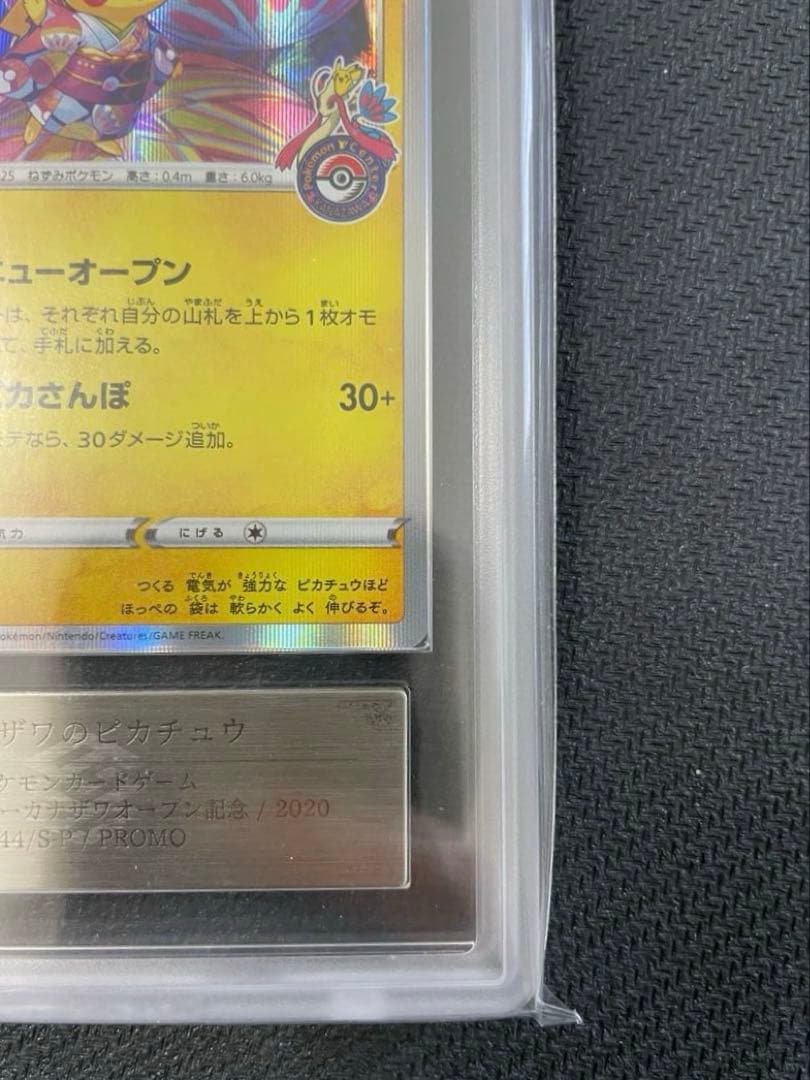 25 ねずみポケモン 高さ:0.4m 重さ:6.0kg
Pokémon Center
KANAZAWA
ニューオープン
は、それぞれ自分の山札を上から1枚オモ
て、手札に加える。
カさんぽ 30+
テなら、30ダメージ追加。
力 にげる
つくる 電気が 強力な ピカチュウほど
ほっぺの 袋は 軟らかく よく 伸びるぞ。
okémon/Nintendo/Creatures/GAME FREAK.
ザワのピカチュウ
ケモンカードゲーム
ー・カナザワオープン記念 / 2020
44/S-P / PROMO